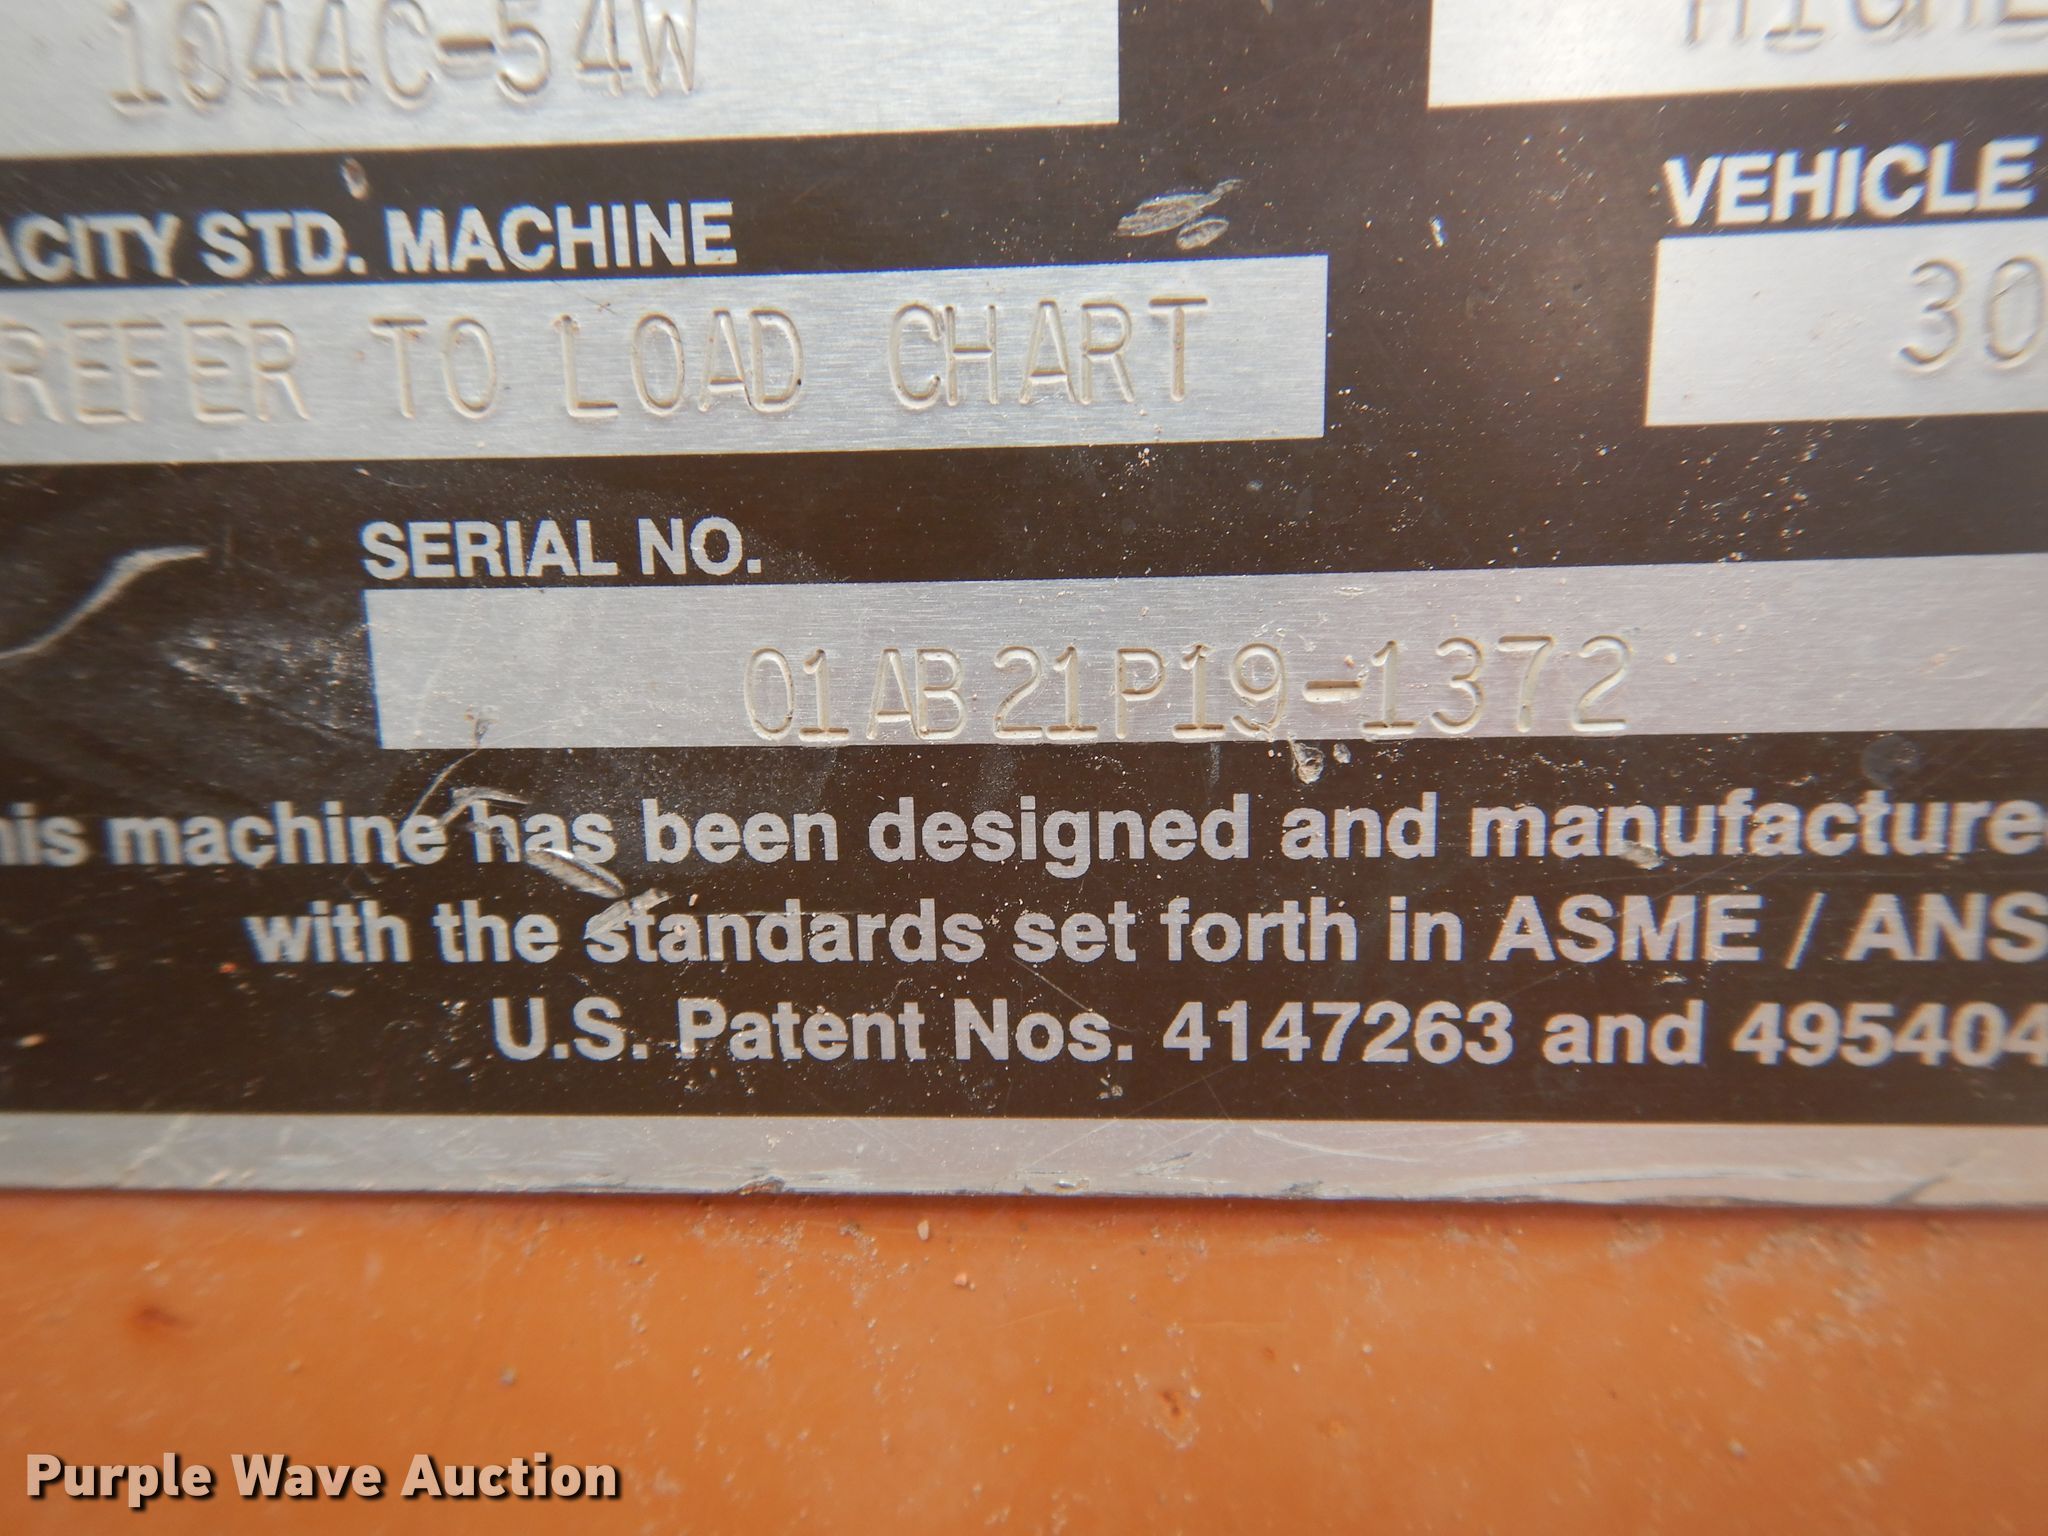 1044C-54W
ACITY STD. MACHINE
VEHICLE
REFER TO LOAD CHART
30
SERIAL NO.
01AB21P19-1372
his machine has been designed and manufacture
with the standards set forth in ASME / ANS
U.S. Patent Nos. 4147263 and 495404
Purple Wave Auction